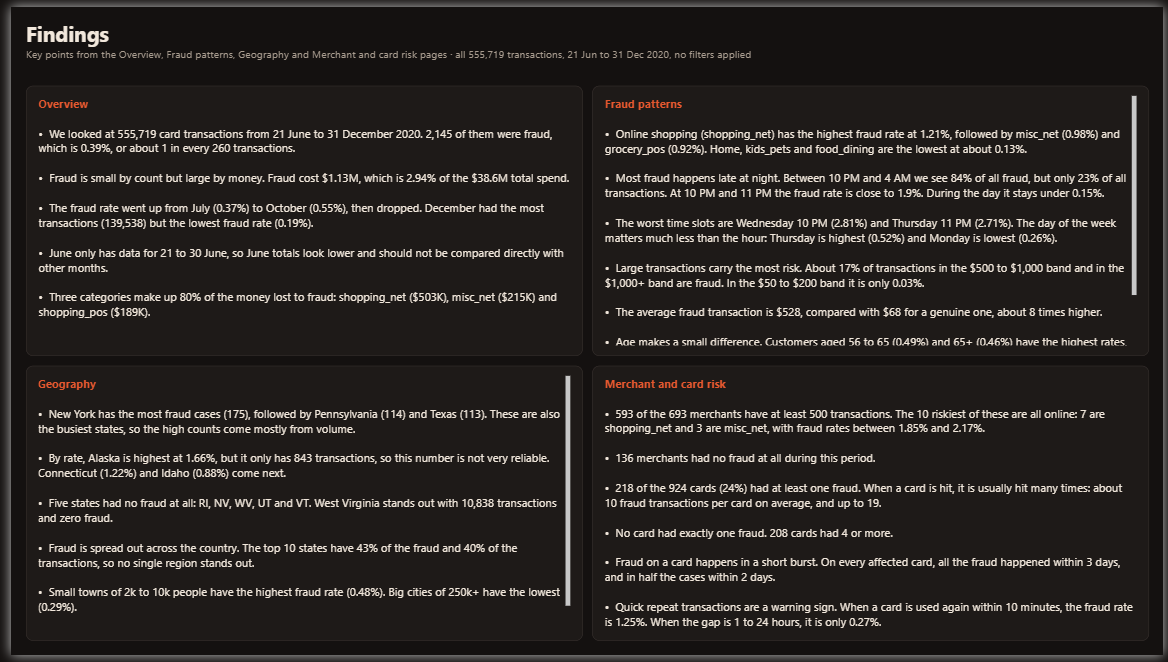 Findings
Key points from the Overview, Fraud patterns, Geography and Merchant and card risk pages · all 555,719 transactions, 21 Jun to 31 Dec 2020, no filters applied
Overview
• We looked at 555,719 card transactions from 21 June to 31 December 2020. 2,145 of them were fraud,
which is 0.39%, or about 1 in every 260 transactions.
• Fraud is small by count but large by money. Fraud cost $1.13M, which is 2.94% of the $38.6M total spend.
• The fraud rate went up from July (0.37%) to October (0.55%), then dropped. December had the most
transactions (139,538) but the lowest fraud rate (0.19%).
• June only has data for 21 to 30 June, so June totals look lower and should not be compared directly with
other months.
• Three categories make up 80% of the money lost to fraud: shopping_net ($503K), misc_net ($215K) and
shopping_pos ($189K).
Fraud patterns
• Online shopping (shopping_net) has the highest fraud rate at 1.21%, followed by misc_net (0.98%) and
grocery_pos (0.92%). Home, kids_pets and food_dining are the lowest at about 0.13%.
• Most fraud happens late at night. Between 10 PM and 4 AM we see 84% of all fraud, but only 23% of all
transactions. At 10 PM and 11 PM the fraud rate is close to 1.9%. During the day it stays under 0.15%.
• The worst time slots are Wednesday 10 PM (2.81%) and Thursday 11 PM (2.71%). The day of the week
matters much less than the hour: Thursday is highest (0.52%) and Monday is lowest (0.26%).
• Large transactions carry the most risk. About 17% of transactions in the $500 to $1,000 band and in the
$1,000+ band are fraud. In the $50 to $200 band it is only 0.03%.
• The average fraud transaction is $528, compared with $68 for a genuine one, about 8 times higher.
• Age makes a small difference. Customers aged 56 to 65 (0.49%) and 65+ (0.46%) have the highest rates.
Geography
• New York has the most fraud cases (175), followed by Pennsylvania (114) and Texas (113). These are also
the busiest states, so the high counts come mostly from volume.
• By rate, Alaska is highest at 1.66%, but it only has 843 transactions, so this number is not very reliable.
Connecticut (1.22%) and Idaho (0.88%) come next.
• Five states had no fraud at all: RI, NV, WV, UT and VT. West Virginia stands out with 10,838 transactions
and zero fraud.
• Fraud is spread out across the country. The top 10 states have 43% of the fraud and 40% of the
transactions, so no single region stands out.
• Small towns of 2k to 10k people have the highest fraud rate (0.48%). Big cities of 250k+ have the lowest
(0.29%).
Merchant and card risk
• 593 of the 693 merchants have at least 500 transactions. The 10 riskiest of these are all online: 7 are
shopping_net and 3 are misc_net, with fraud rates between 1.85% and 2.17%.
• 136 merchants had no fraud at all during this period.
• 218 of the 924 cards (24%) had at least one fraud. When a card is hit, it is usually hit many times: about
10 fraud transactions per card on average, and up to 19.
• No card had exactly one fraud. 208 cards had 4 or more.
• Fraud on a card happens in a short burst. On every affected card, all the fraud happened within 3 days,
and in half the cases within 2 days.
• Quick repeat transactions are a warning sign. When a card is used again within 10 minutes, the fraud rate
is 1.25%. When the gap is 1 to 24 hours, it is only 0.27%.